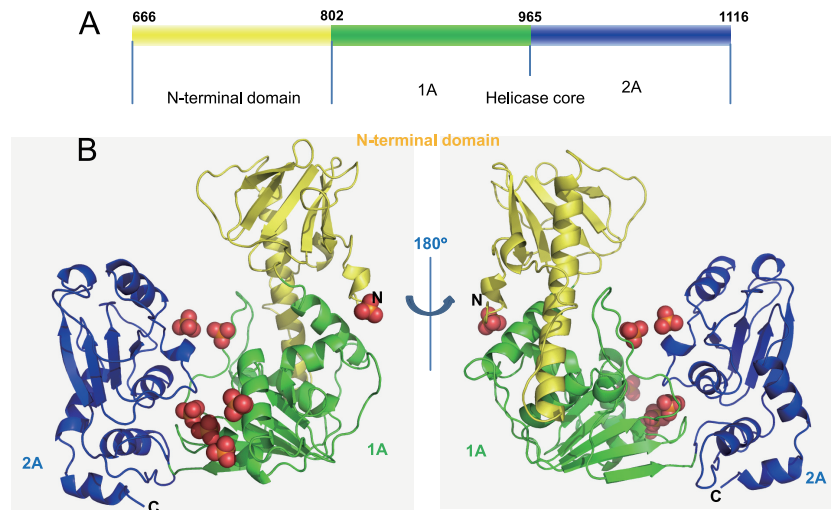 A
666 802 965 1116
N-terminal domain 1A Helicase core 2A
B
N-terminal domain
180º
N N
1A 1A
2A 2A
C C